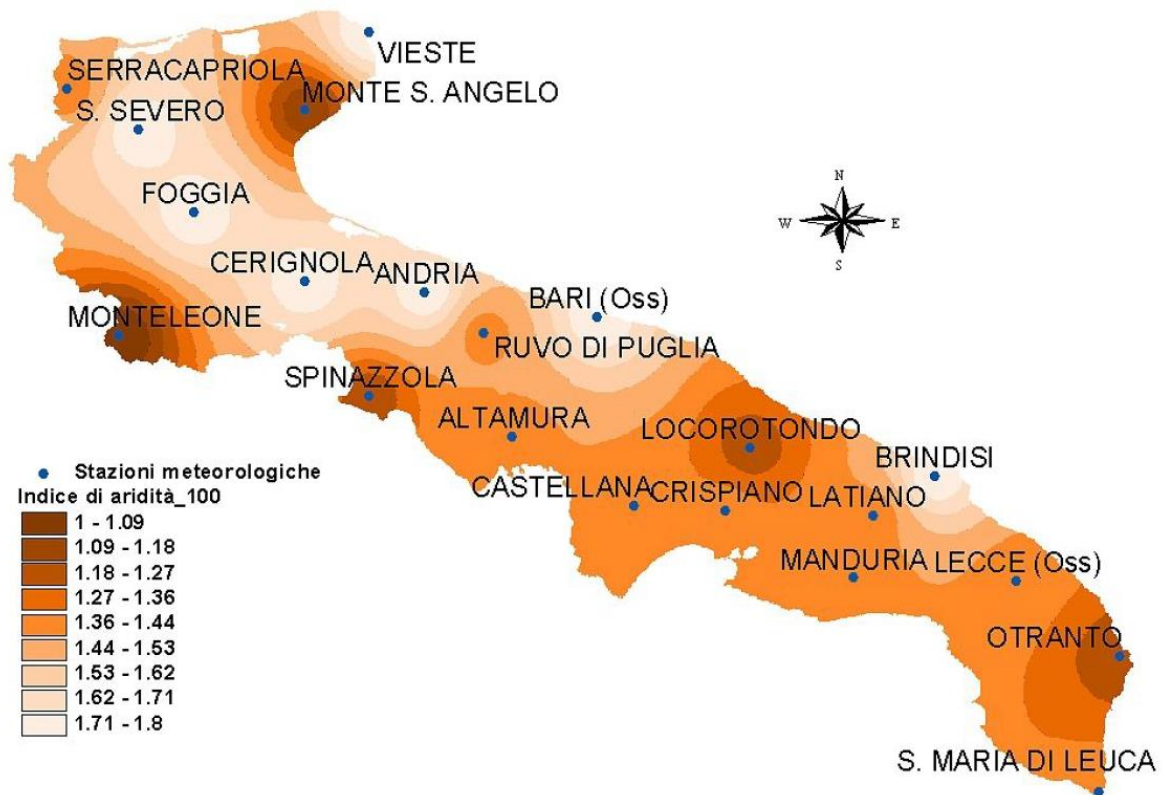 VIESTE
SERRACAPRIOLA
MONTE S. ANGELO
S. SEVERO
FOGGIA
N
W
E
S
CERIGNOLA
ANDRIA
BARI (Oss)
MONTELEONE
RUVO DI PUGLIA
SPINAZZOLA
ALTAMURA
LOCOROTONDO
BRINDISI
CASTELLANA
CRISPIANO
LATIANO
MANDURIA
LECCE (Oss)
OTRANTO
S. MARIA DI LEUCA
Stazioni meteorologiche
Indice di aridità_100
1 - 1.09
1.09 - 1.18
1.18 - 1.27
1.27 - 1.36
1.36 - 1.44
1.44 - 1.53
1.53 - 1.62
1.62 - 1.71
1.71 - 1.8